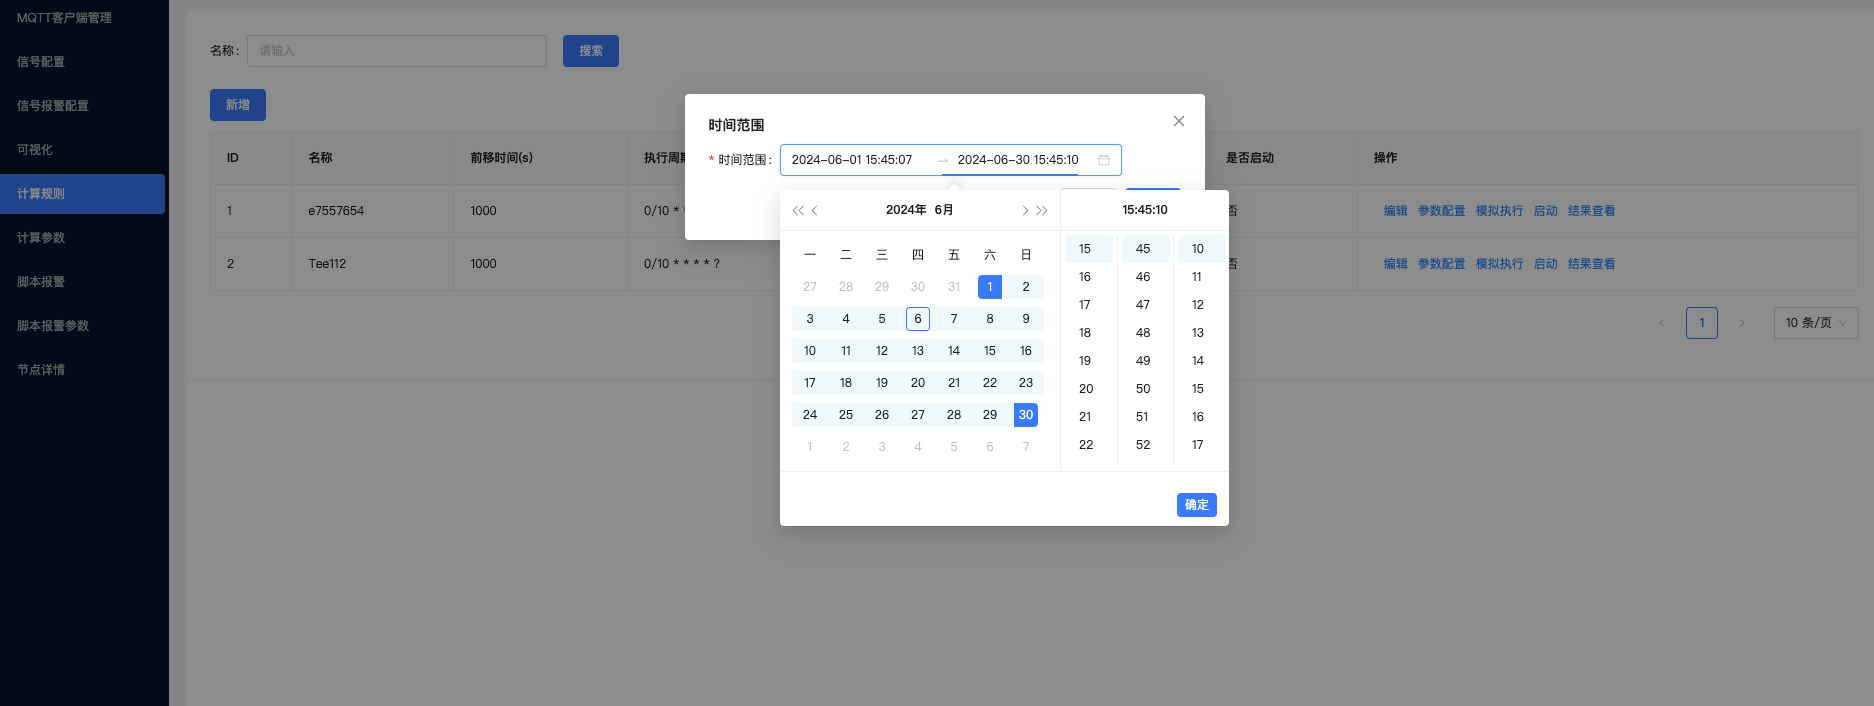 MQTT客户端管理
信号配置
信号报警配置
可视化
计算规则
计算参数
脚本报警
脚本报警参数
节点详情
名称: 请输入 搜索
新增
ID 名称 前移时间(s) 执行周 是否启动 操作
1 e7557654 1000 0/10 * 否 编辑 参数配置 模拟执行 启动 结果查看
2 Tee112 1000 0/10 * * * * ? 否 编辑 参数配置 模拟执行 启动 结果查看
1 10 条/页
时间范围
* 时间范围: 2024-06-01 15:45:07 2024-06-30 15:45:10
2024年 6月
一 二 三 四 五 六 日
27 28 29 30 31 1 2
3 4 5 6 7 8 9
10 11 12 13 14 15 16
17 18 19 20 21 22 23
24 25 26 27 28 29 30
1 2 3 4 5 6 7
15:45:10
15 45 10
16 46 11
17 47 12
18 48 13
19 49 14
20 50 15
21 51 16
22 52 17
确定